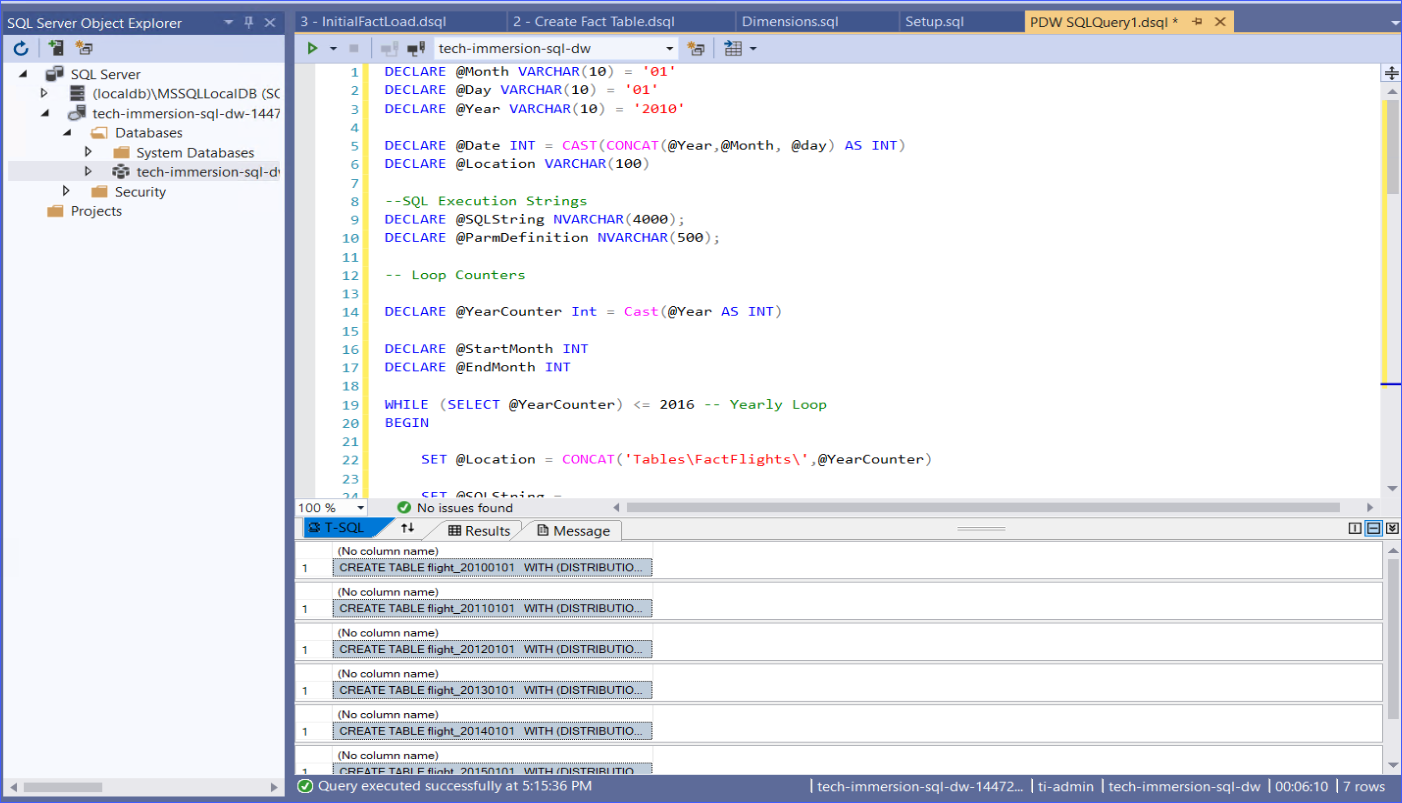 SQL Server Object Explorer
SQL Server
(localdb)\MSSQLLocalDB (SC
tech-immersion-sql-dw-1447
Databases
System Databases
tech-immersion-sql-d
Security
Projects
3 - InitialFactLoad.dsql 2 - Create Fact Table.dsql Dimensions.sql Setup.sql PDW SQLQuery1.dsql *
tech-immersion-sql-dw
1 DECLARE @Month VARCHAR(10) = '01'
2 DECLARE @Day VARCHAR(10) = '01'
3 DECLARE @Year VARCHAR(10) = '2010'
4
5 DECLARE @Date INT = CAST(CONCAT(@Year,@Month, @day) AS INT)
6 DECLARE @Location VARCHAR(100)
7
8 --SQL Execution Strings
9 DECLARE @SQLString NVARCHAR(4000);
10 DECLARE @ParmDefinition NVARCHAR(500);
11
12 -- Loop Counters
13
14 DECLARE @YearCounter Int = Cast(@Year AS INT)
15
16 DECLARE @StartMonth INT
17 DECLARE @EndMonth INT
18
19 WHILE (SELECT @YearCounter) <= 2016 -- Yearly Loop
20 BEGIN
21
22 SET @Location = CONCAT('Tables\FactFlights\',@YearCounter)
23
24 SET @SQLString =
100 % No issues found
T-SQL Results Message
(No column name)
1 CREATE TABLE flight_20100101 WITH (DISTRIBUTIO...
(No column name)
1 CREATE TABLE flight_20110101 WITH (DISTRIBUTIO...
(No column name)
1 CREATE TABLE flight_20120101 WITH (DISTRIBUTIO...
(No column name)
1 CREATE TABLE flight_20130101 WITH (DISTRIBUTIO...
(No column name)
1 CREATE TABLE flight_20140101 WITH (DISTRIBUTIO...
(No column name)
1 CREATE TABLE flight_20150101 WITH (DISTRIBUTIO...
Query executed successfully at 5:15:36 PM tech-immersion-sql-dw-14472... ti-admin tech-immersion-sql-dw 00:06:10 7 rows